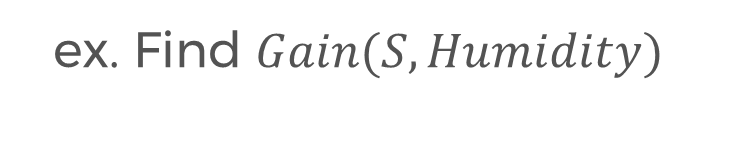 ex. Find Gain(S, Humidity)